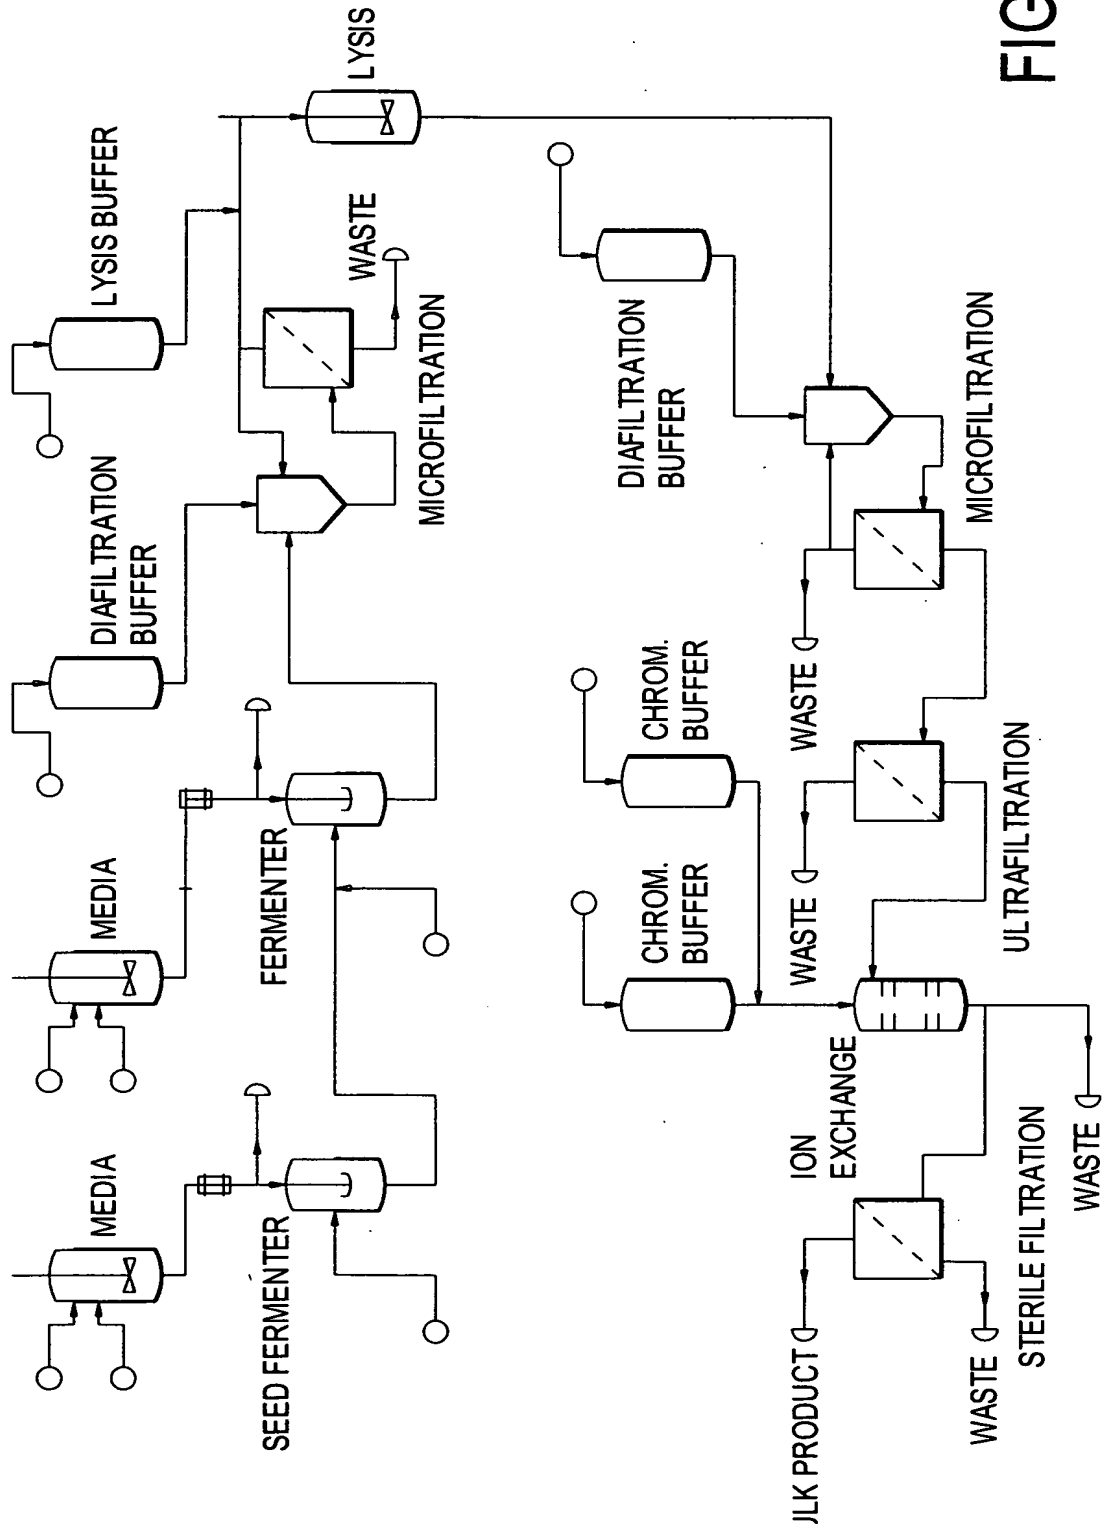 MEDIA
MEDIA
DIAFILTRATION
BUFFER
LYSIS BUFFER
SEED FERMENTER
FERMENTER
WASTE
LYSIS
MICROFILTRATION
CHROM.
BUFFER
CHROM.
BUFFER
DIAFILTRATION
BUFFER
ULK PRODUCT
ION
EXCHANGE
WASTE
WASTE
WASTE
STERILE FILTRATION
ULTRAFILTRATION
MICROFILTRATION
WASTE
FIG